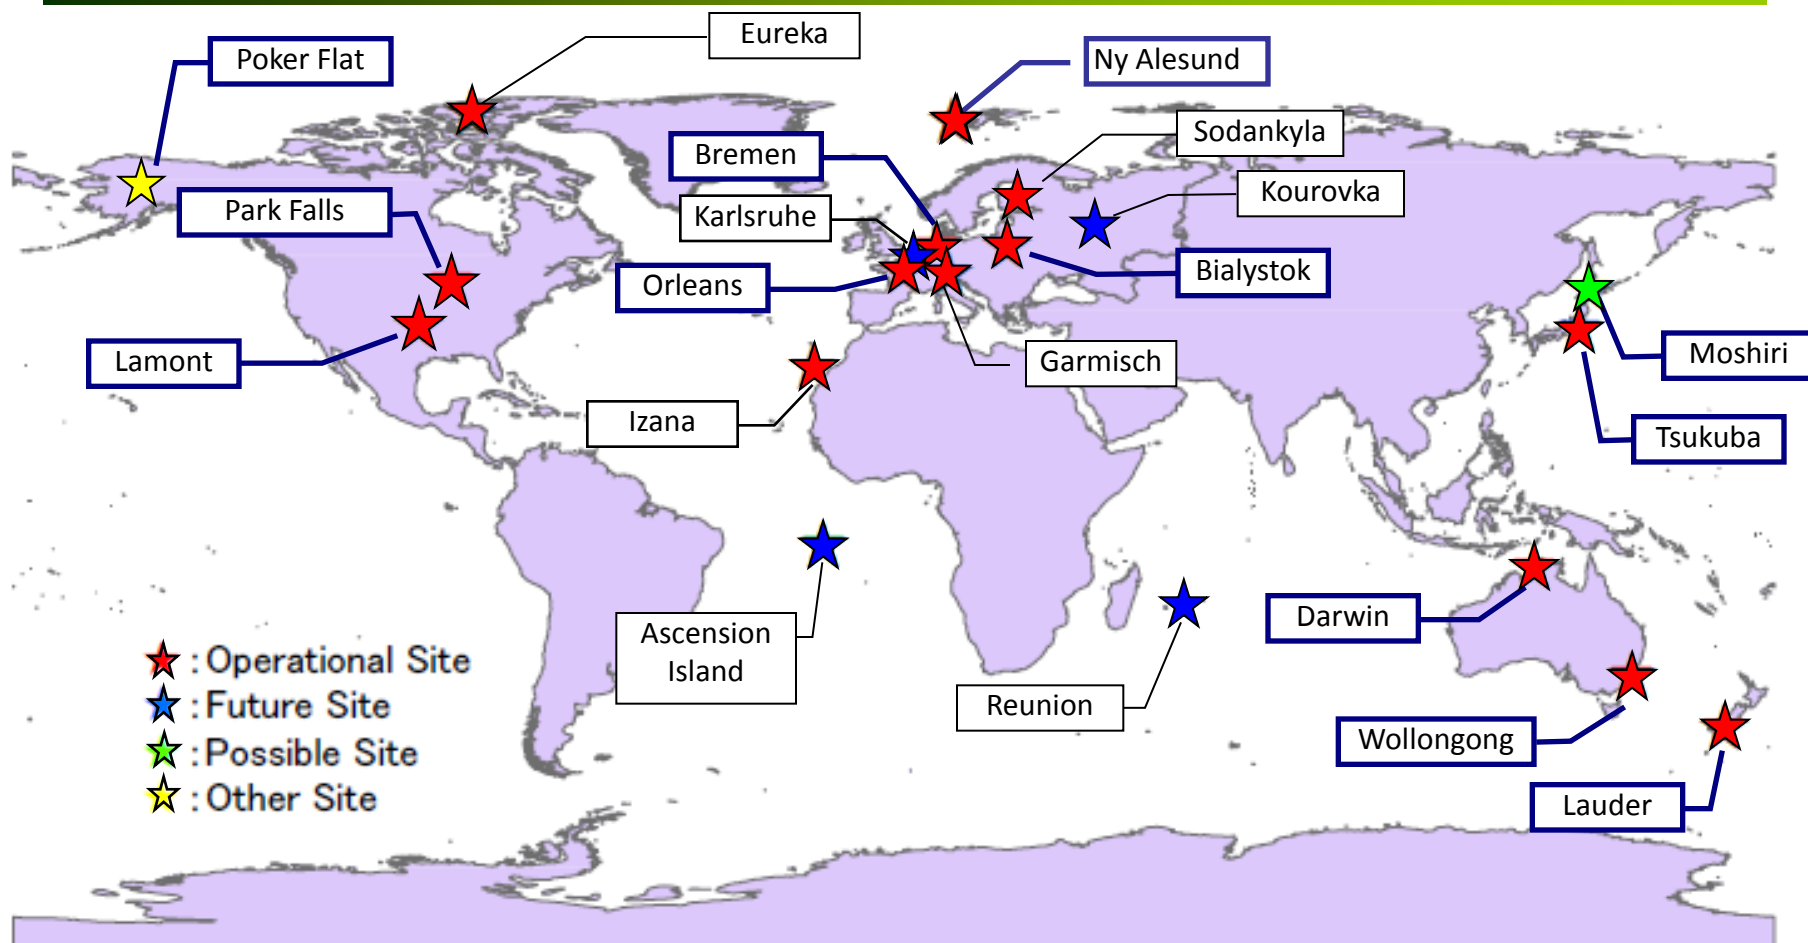 Eureka
Poker Flat
Ny Alesund
Sodankyla
Bremen
Kourovka
Park Falls
Karlsruhe
Bialystok
Orleans
Lamont
Garmisch
Moshiri
Izana
Tsukuba
Darwin
Ascension
Island
Reunion
Wollongong
Lauder
: Operational Site
: Future Site
: Possible Site
: Other Site